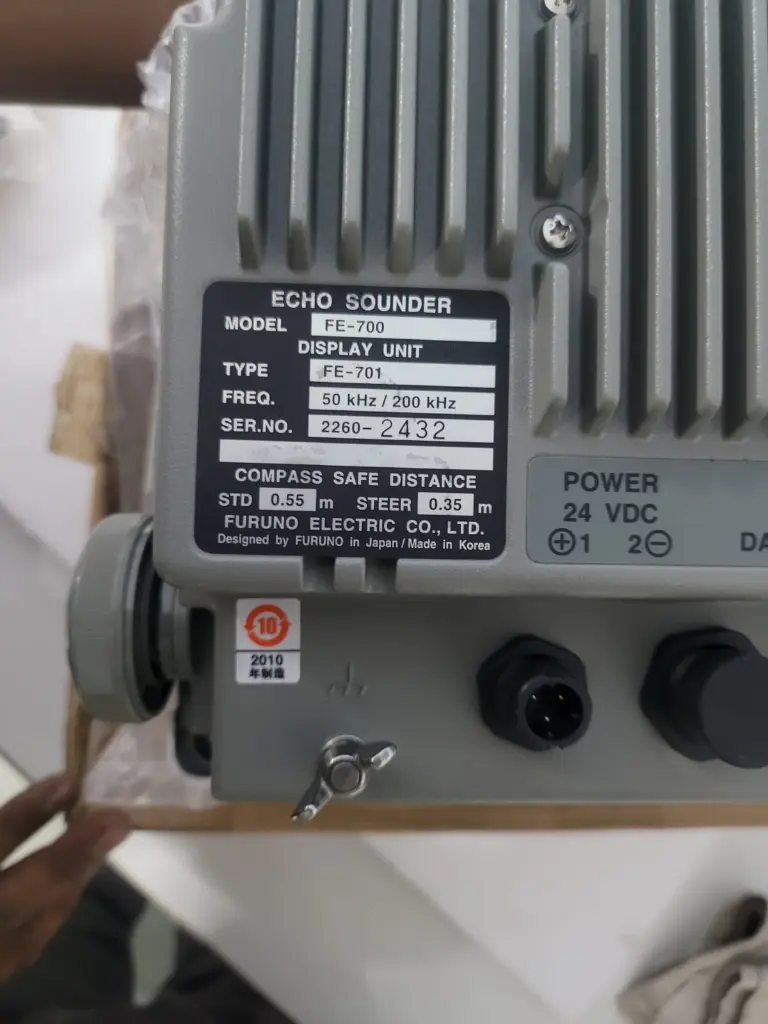 ECHO SOUNDER
MODEL FE-700
DISPLAY UNIT
TYPE FE-701
FREQ. 50 kHz / 200 kHz
SER.NO. 2260-2432
COMPASS SAFE DISTANCE
STD 0.55 m STEER 0.35 m
FURUNO ELECTRIC CO., LTD.
Designed by FURUNO in Japan / Made in Korea
POWER
24 VDC
⊕1 2⊖
DA
10
2010
年制造